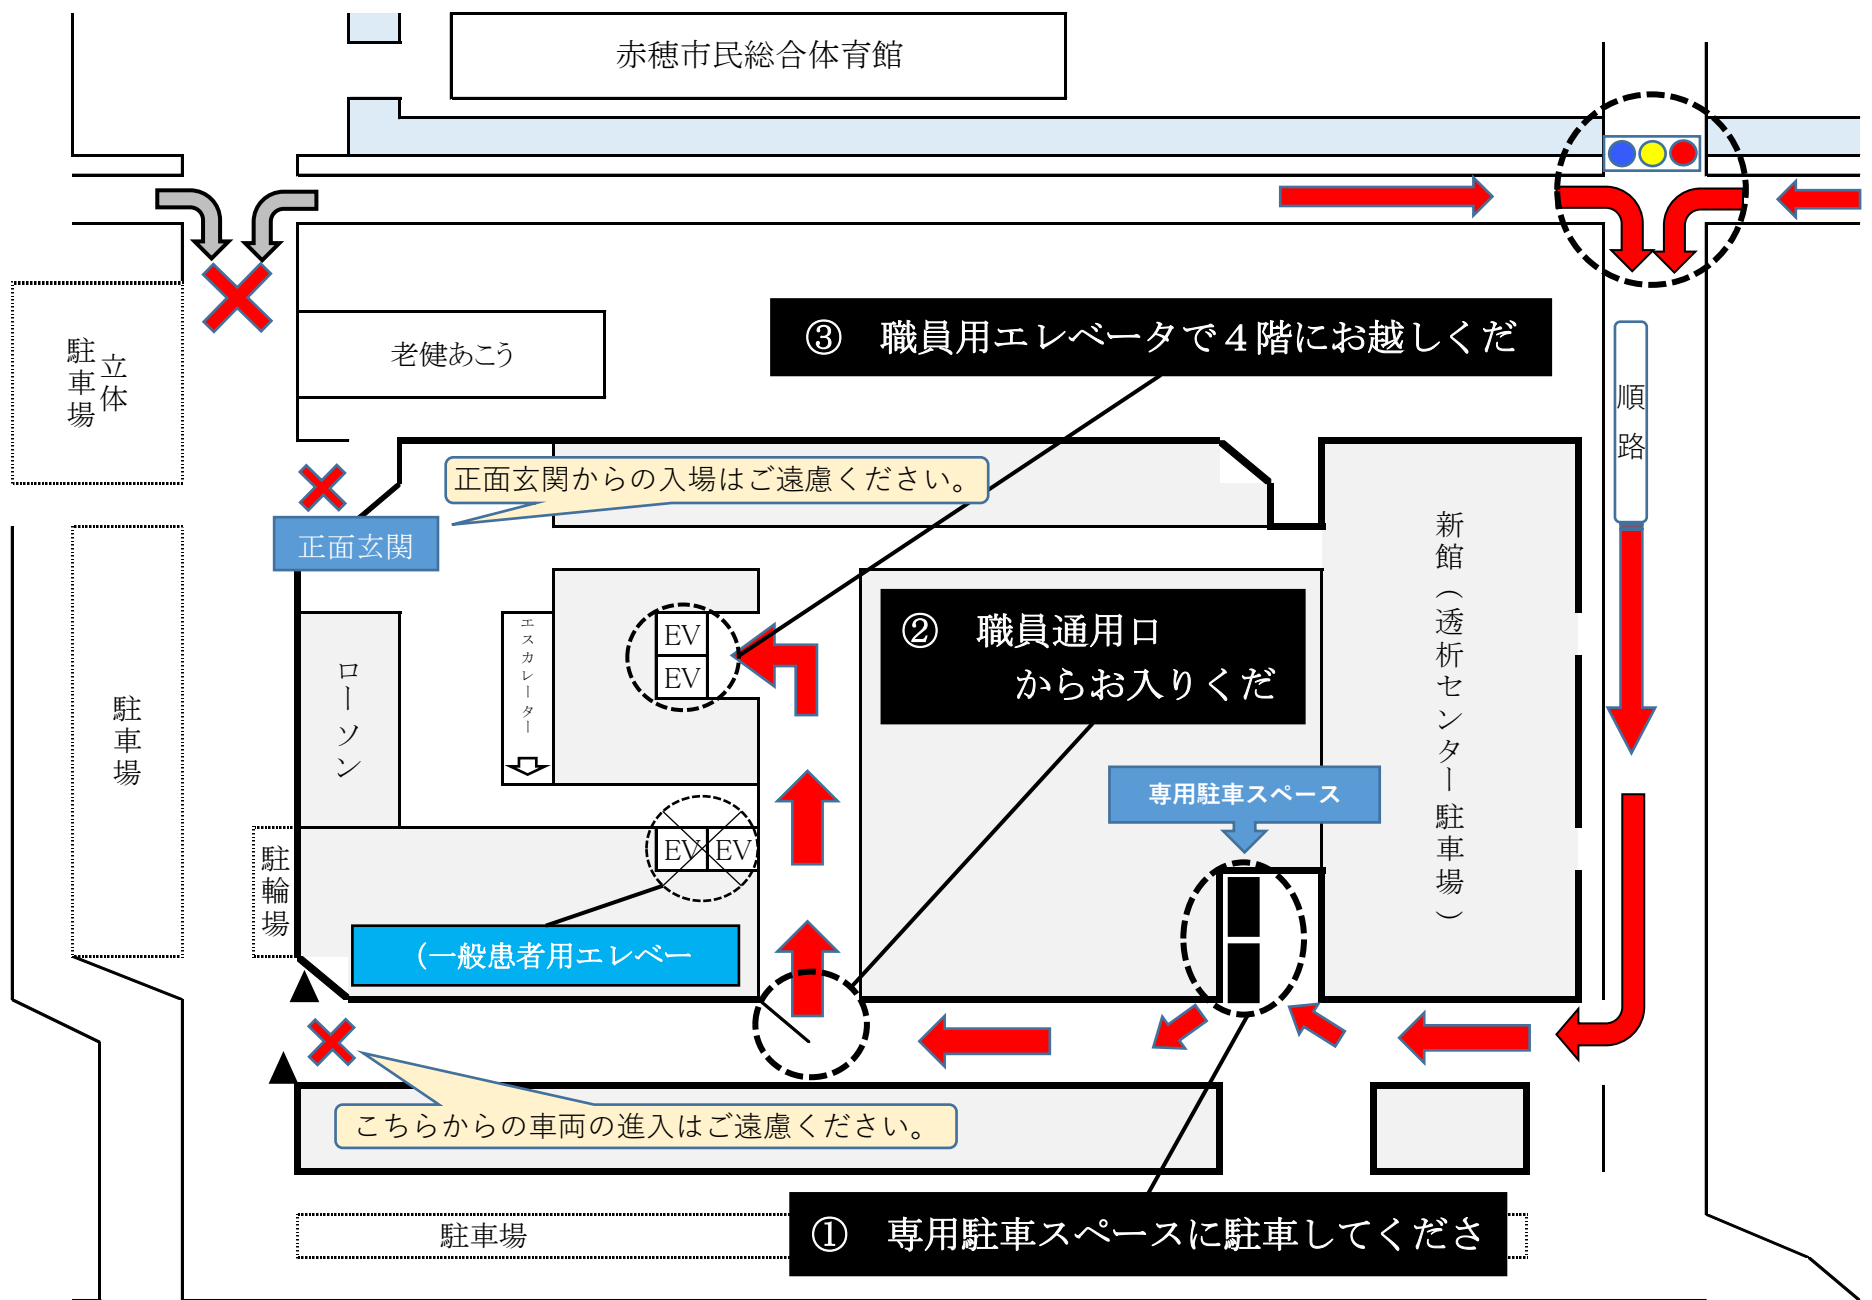 赤穂市民総合体育館
③　職員用エレベータで４階にお越しくだ
老健あこう
立体
駐車場
順路
正面玄関からの入場はご遠慮ください。
正面玄関
新館（透析センター駐車場）
②　職員通用口
からお入りくだ
エスカレーター
EV
EV
ローソン
駐車場
専用駐車スペース
EV EV
駐輪場
（一般患者用エレベー
こちらからの車両の進入はご遠慮ください。
①　専用駐車スペースに駐車してくださ
駐車場